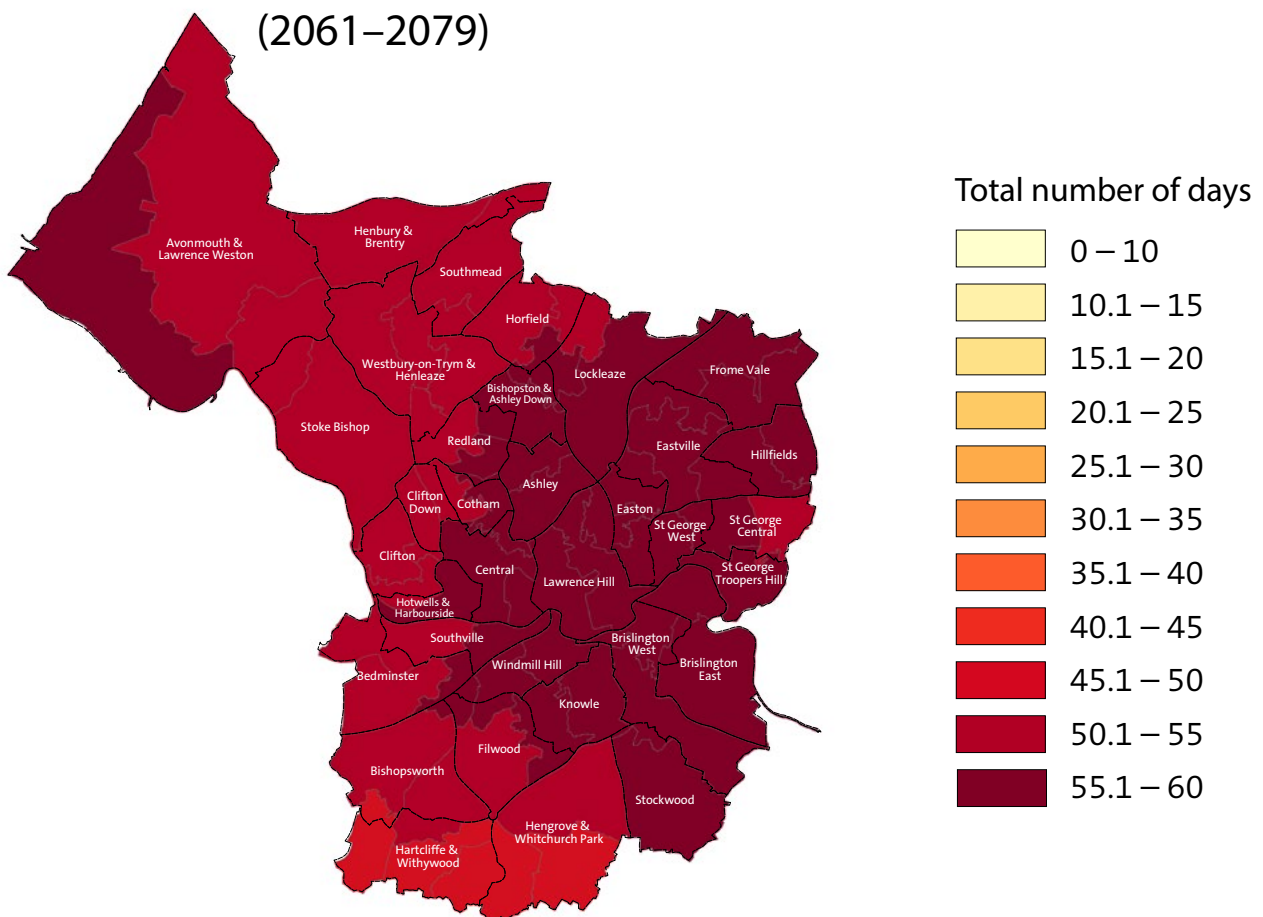 (2061–2079)
Avonmouth &
Lawrence Weston
Henbury &
Brentry
Southmead
Horfield
Westbury-on-Trym &
Henleaze
Lockleaze
Frome Vale
Bishopston &
Ashley Down
Stoke Bishop
Redland
Eastville
Hillfields
Ashley
Clifton
Down
Cotham
Easton
St George
West
St George
Central
Clifton
Central
Lawrence Hill
St George
Troopers Hill
Hotwells &
Harbourside
Southville
Brislington
West
Windmill Hill
Brislington
East
Bedminster
Knowle
Filwood
Bishopsworth
Stockwood
Hengrove &
Whitchurch Park
Hartcliffe &
Withywood
Total number of days
0 – 10
10.1 – 15
15.1 – 20
20.1 – 25
25.1 – 30
30.1 – 35
35.1 – 40
40.1 – 45
45.1 – 50
50.1 – 55
55.1 – 60